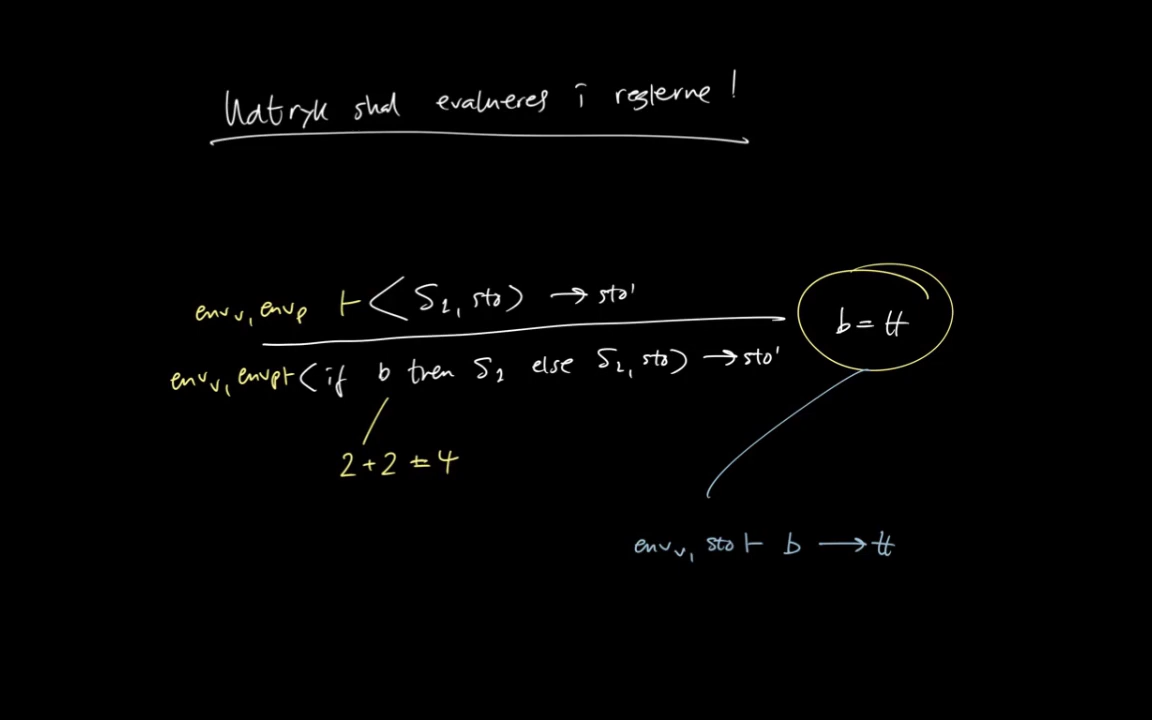 Udtryk skal evalueres i reglerne!
env_v, env_p ⊢ ⟨S_1, sto⟩ → sto'
b = tt
env_v, env_p ⊢ ⟨if b then S_1 else S_2, sto⟩ → sto'
2+2 = 4
env_v, sto ⊢ b → tt